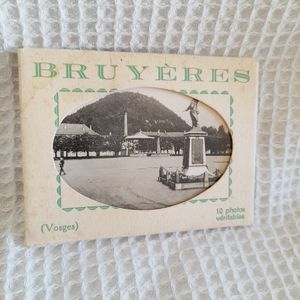 BRUYÈRES
(Vosges)
10 photos
véritables